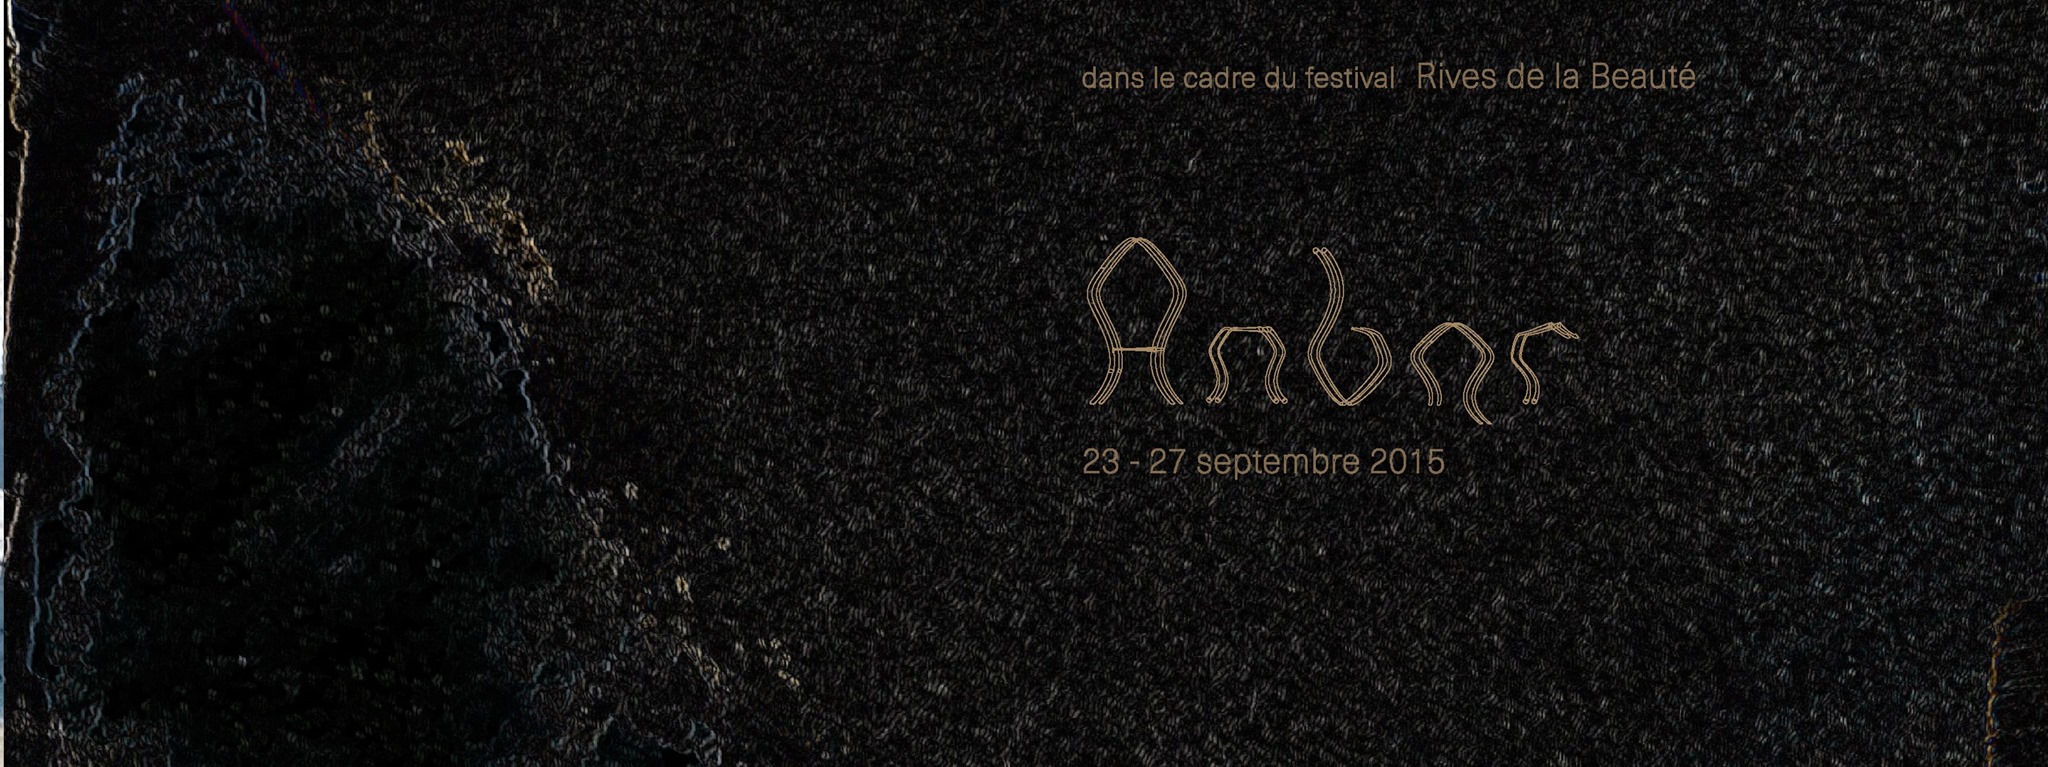 dans le cadre du festival Rives de la Beauté
Anbar
23 - 27 septembre 2015